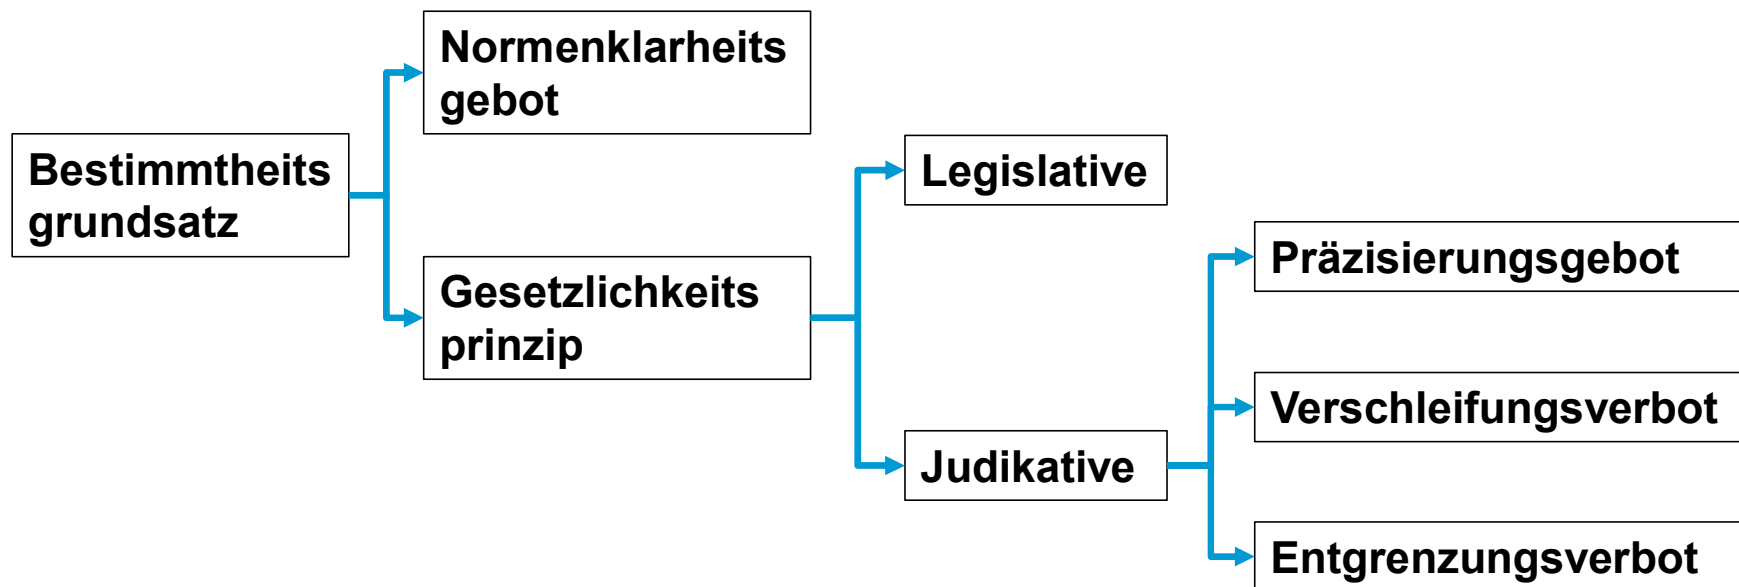 Normenklarheits
gebot
Bestimmtheits
grundsatz
Legislative
Gesetzlichkeits
prinzip
Präzisierungsgebot
Verschleifungsverbot
Judikative
Entgrenzungsverbot